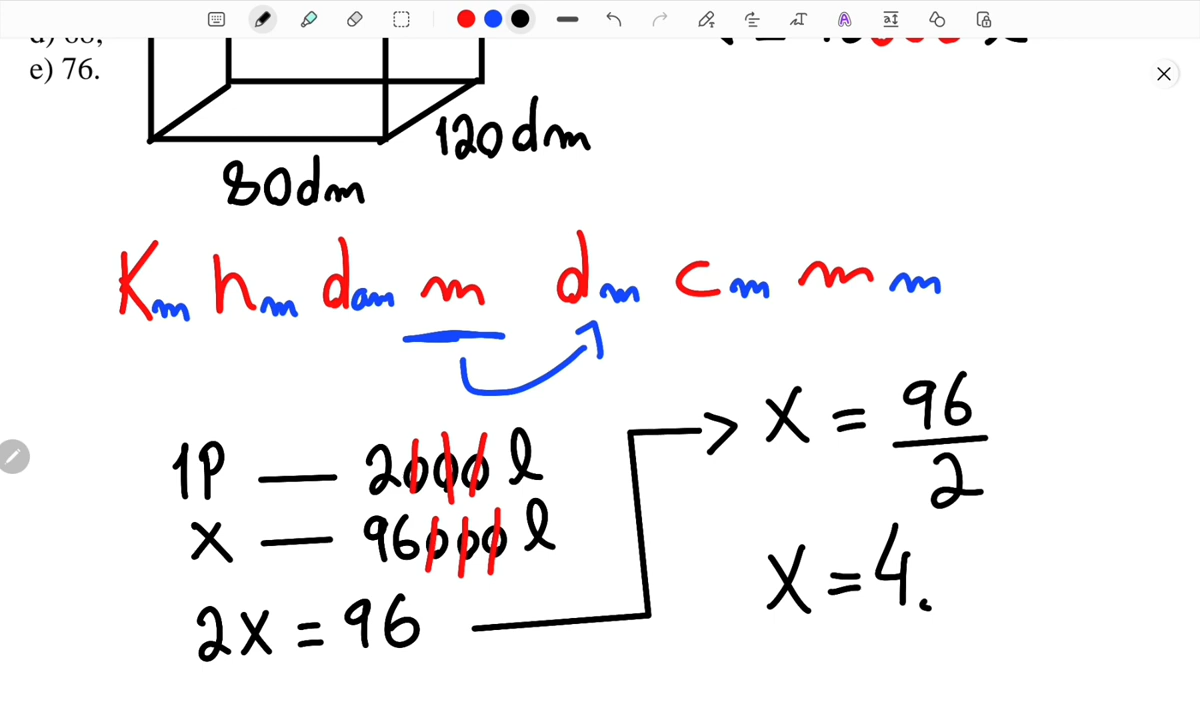 e) 76.
120dm
80dm
Km hm dam m dm cm mm
1P — 2000 l
x — 96000 l
2x = 96
x = 96/2
x = 4